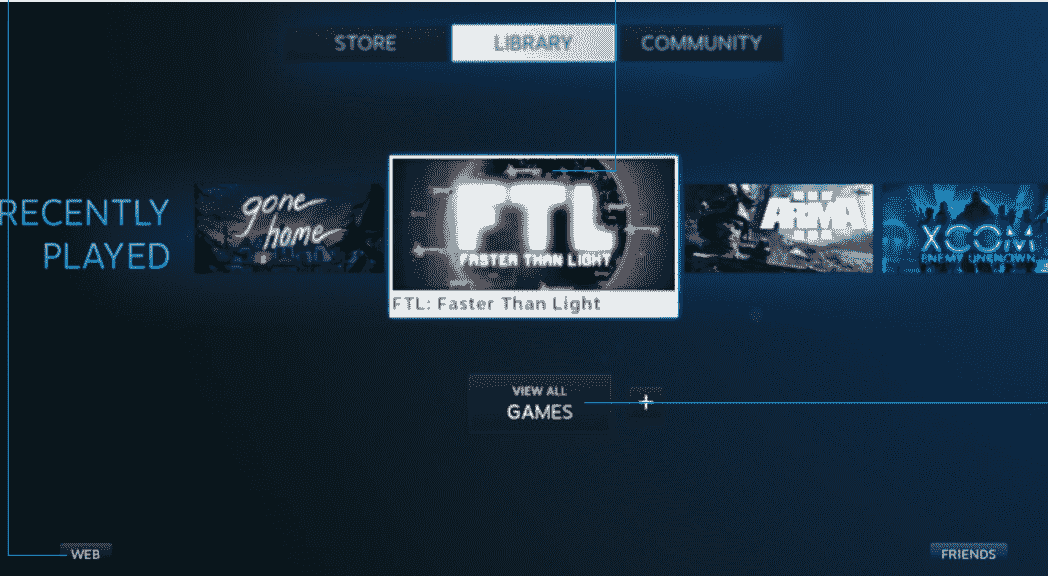 STORE LIBRARY COMMUNITY
RECENTLY
PLAYED
gone
home
FTL
FASTER THAN LIGHT
FTL: Faster Than Light
ARMA
III
XCOM
ENEMY UNKNOWN
VIEW ALL
GAMES
+
WEB
FRIENDS